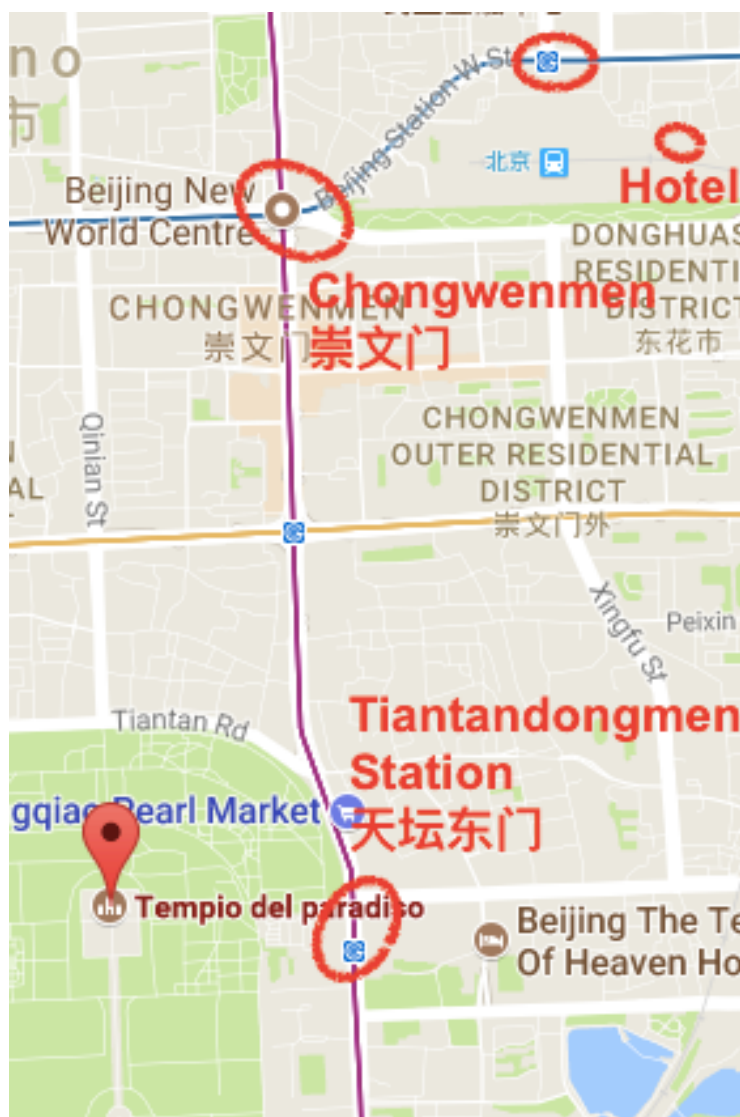 no
市
Beijing Station W St
北京
Hotel
Beijing New
World Centre
DONGHUAS
RESIDENTI
DISTRICT
东花市
Chongwenmen
崇文门
CHONGWENMEN
崇文门
Qinian St
AL
CHONGWENMEN
OUTER RESIDENTIAL
DISTRICT
崇文门外
Xingfu St
Peixin
Tiantan Rd
Tiantandongmen
Station
天坛东门
gqiao Pearl Market
Tempio del paradiso
Beijing The Te
Of Heaven Ho